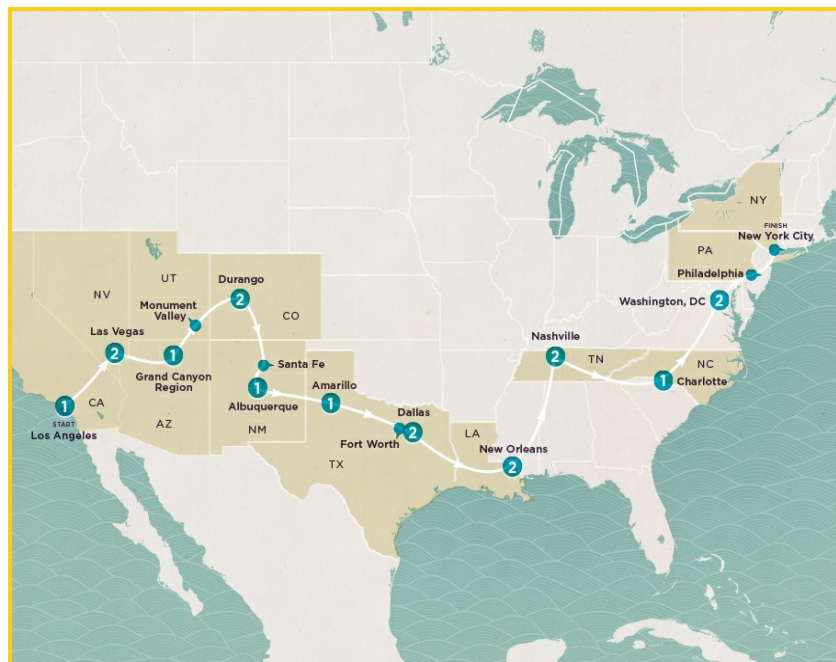 NY
FINISH
New York City
PA
Philadelphia
Washington, DC
2
UT
Durango
2
NV
Monument
Valley
CO
Las Vegas
2
1
Grand Canyon
Region
Nashville
2
TN
NC
1
Charlotte
Santa Fe
1
Albuquerque
Amarillo
1
1
START
Los Angeles
CA
AZ
NM
Dallas
2
Fort Worth
TX
LA
New Orleans
2